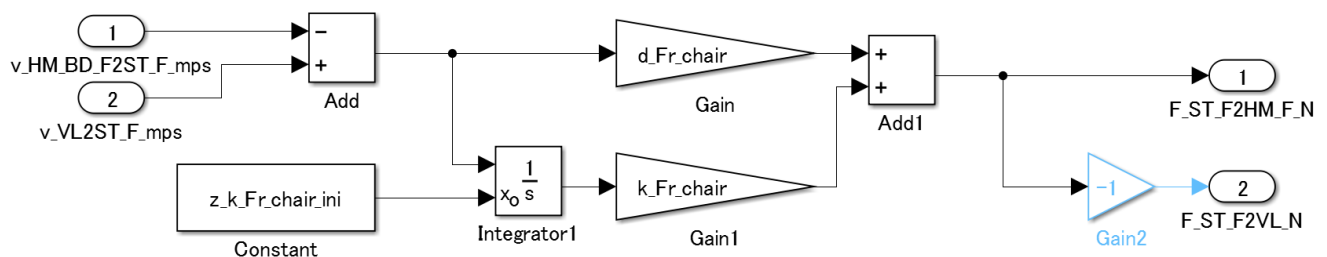 1
v_HM_BD_F2ST_F_mps
2
v_VL2ST_F_mps
−
+
Add
z_k_Fr_chair_ini
Constant
xo 1/s
Integrator1
d_Fr_chair
Gain
k_Fr_chair
Gain1
+
+
Add1
1
F_ST_F2HM_F_N
-1
Gain2
2
F_ST_F2VL_N